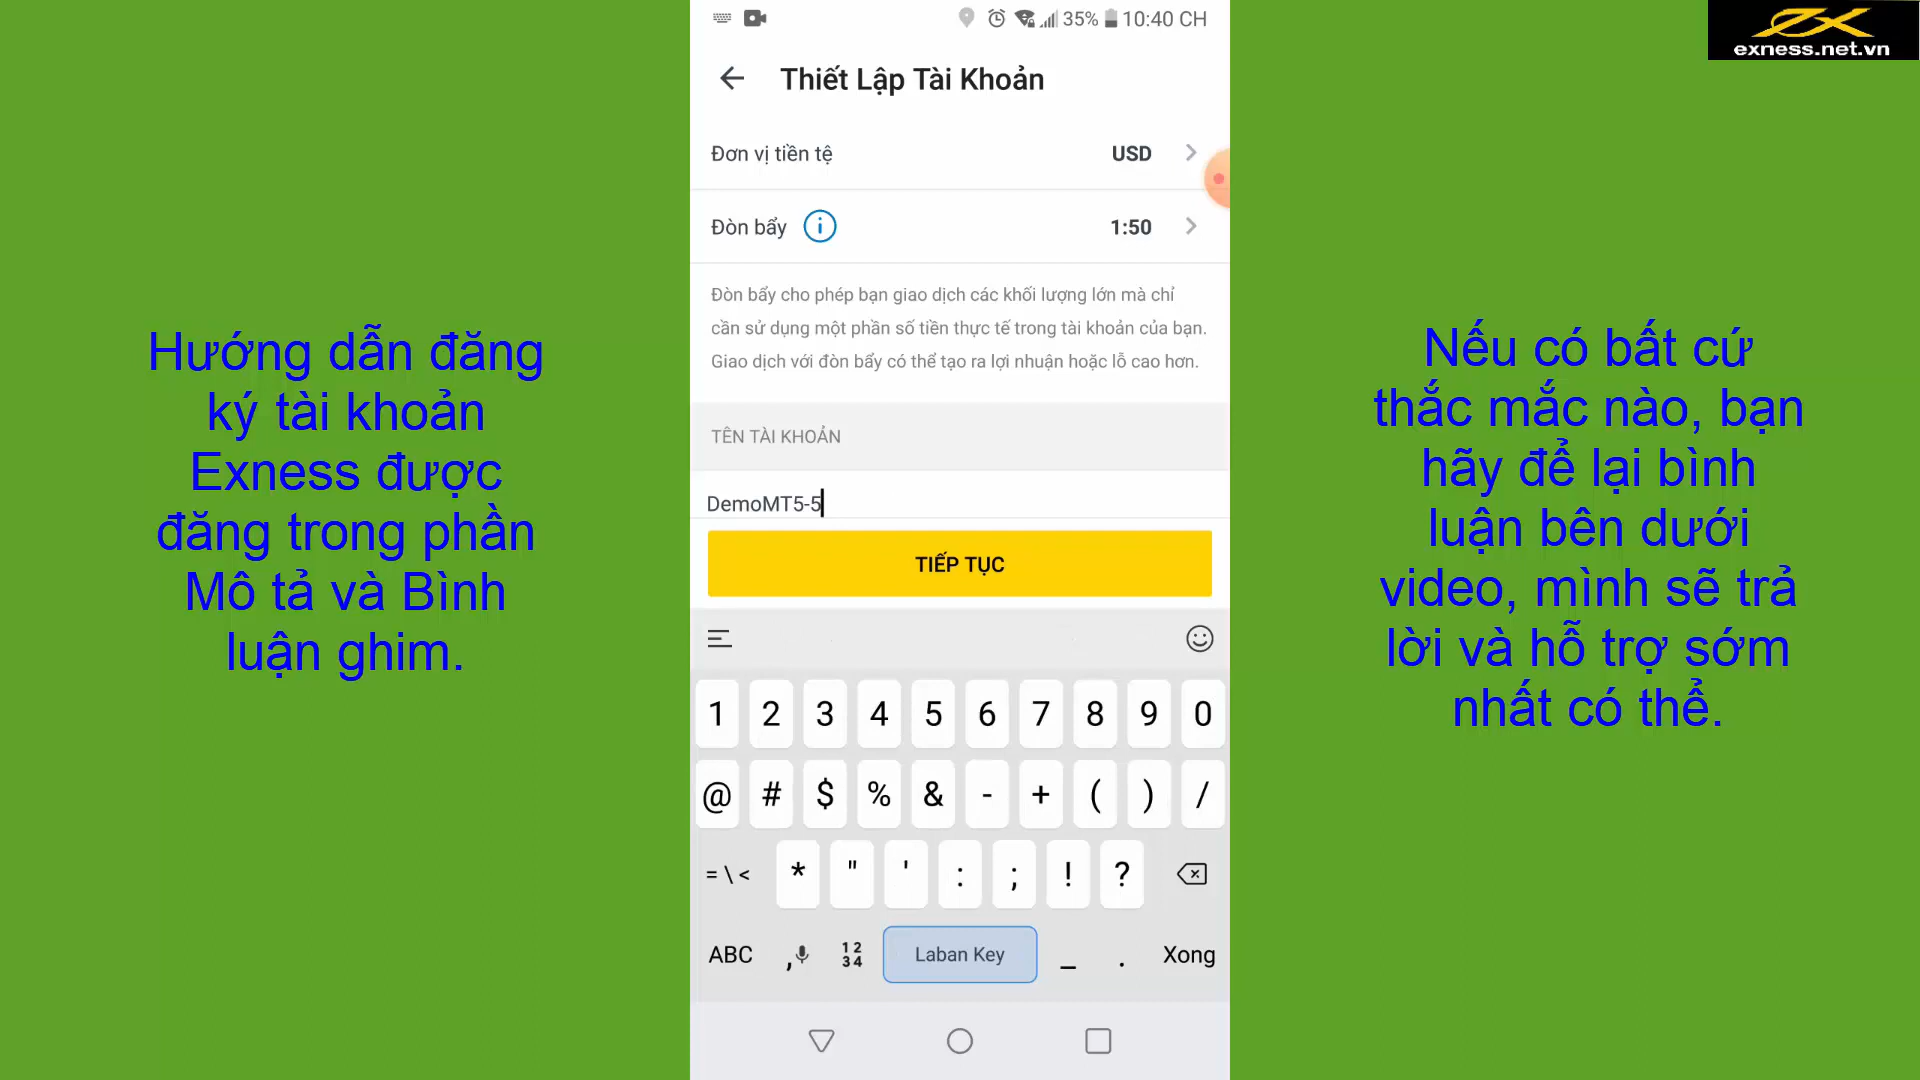 35% 10:40 CH
exness.net.vn
Thiết Lập Tài Khoản
Đơn vị tiền tệ USD
Đòn bẩy 1:50
Đòn bẩy cho phép bạn giao dịch các khối lượng lớn mà chỉ
cần sử dụng một phần số tiền thực tế trong tài khoản của bạn.
Giao dịch với đòn bẩy có thể tạo ra lợi nhuận hoặc lỗ cao hơn.
TÊN TÀI KHOẢN
DemoMT5-5
TIẾP TỤC
1 2 3 4 5 6 7 8 9 0
@ # $ % & - + ( ) /
= \ < * " ' : ; ! ?
ABC , 12 34 Laban Key _ . Xong
Hướng dẫn đăng
ký tài khoản
Exness được
đăng trong phần
Mô tả và Bình
luận ghim.
Nếu có bất cứ
thắc mắc nào, bạn
hãy để lại bình
luận bên dưới
video, mình sẽ trả
lời và hỗ trợ sớm
nhất có thể.